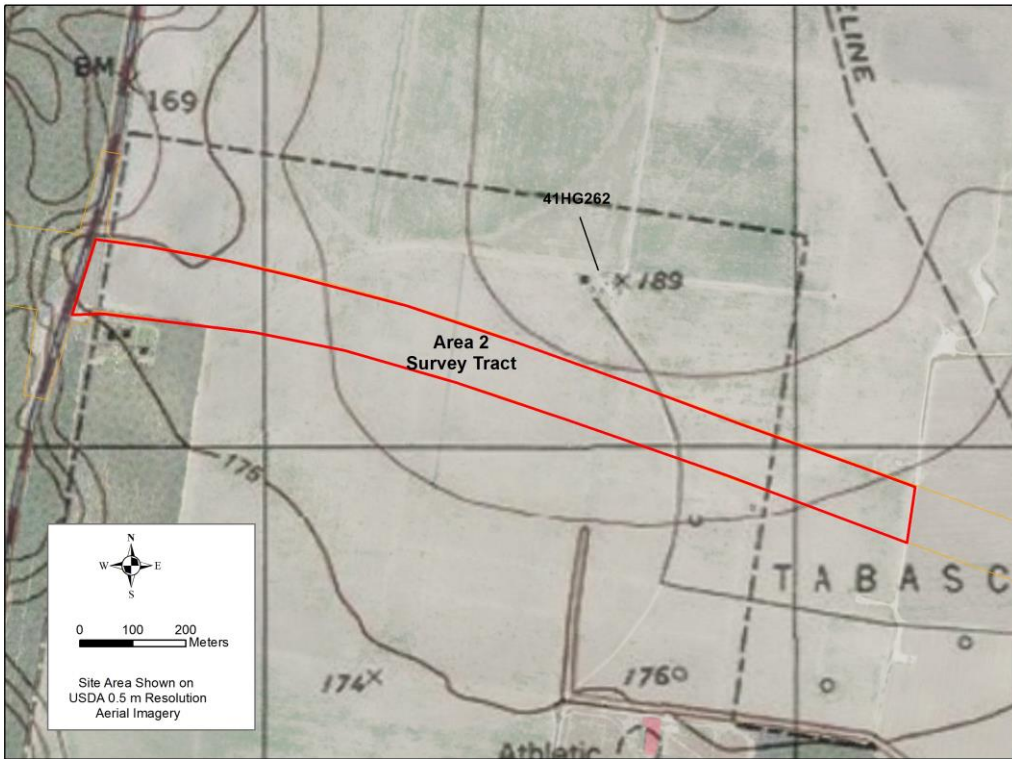 BM
169
LINE
41HG262
189
Area 2
Survey Tract
175
TABASC
174
176
Athletic
N
W E
S
0 100 200
Meters
Site Area Shown on
USDA 0.5 m Resolution
Aerial Imagery